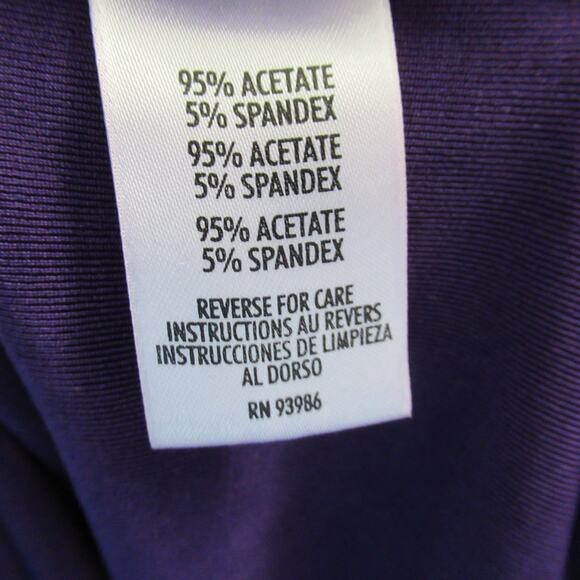 95% ACETATE
5% SPANDEX
95% ACETATE
5% SPANDEX
95% ACETATE
5% SPANDEX
REVERSE FOR CARE
INSTRUCTIONS AU REVERS
INSTRUCCIONES DE LIMPIEZA
AL DORSO
RN 93986